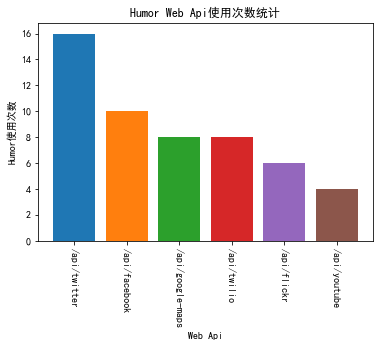 Humor Web Api使用次数统计
Humor使用次数
16
14
12
10
8
6
4
2
0
/api/twitter
/api/facebook
/api/google-maps
/api/twilio
/api/flickr
/api/youtube
Web Api